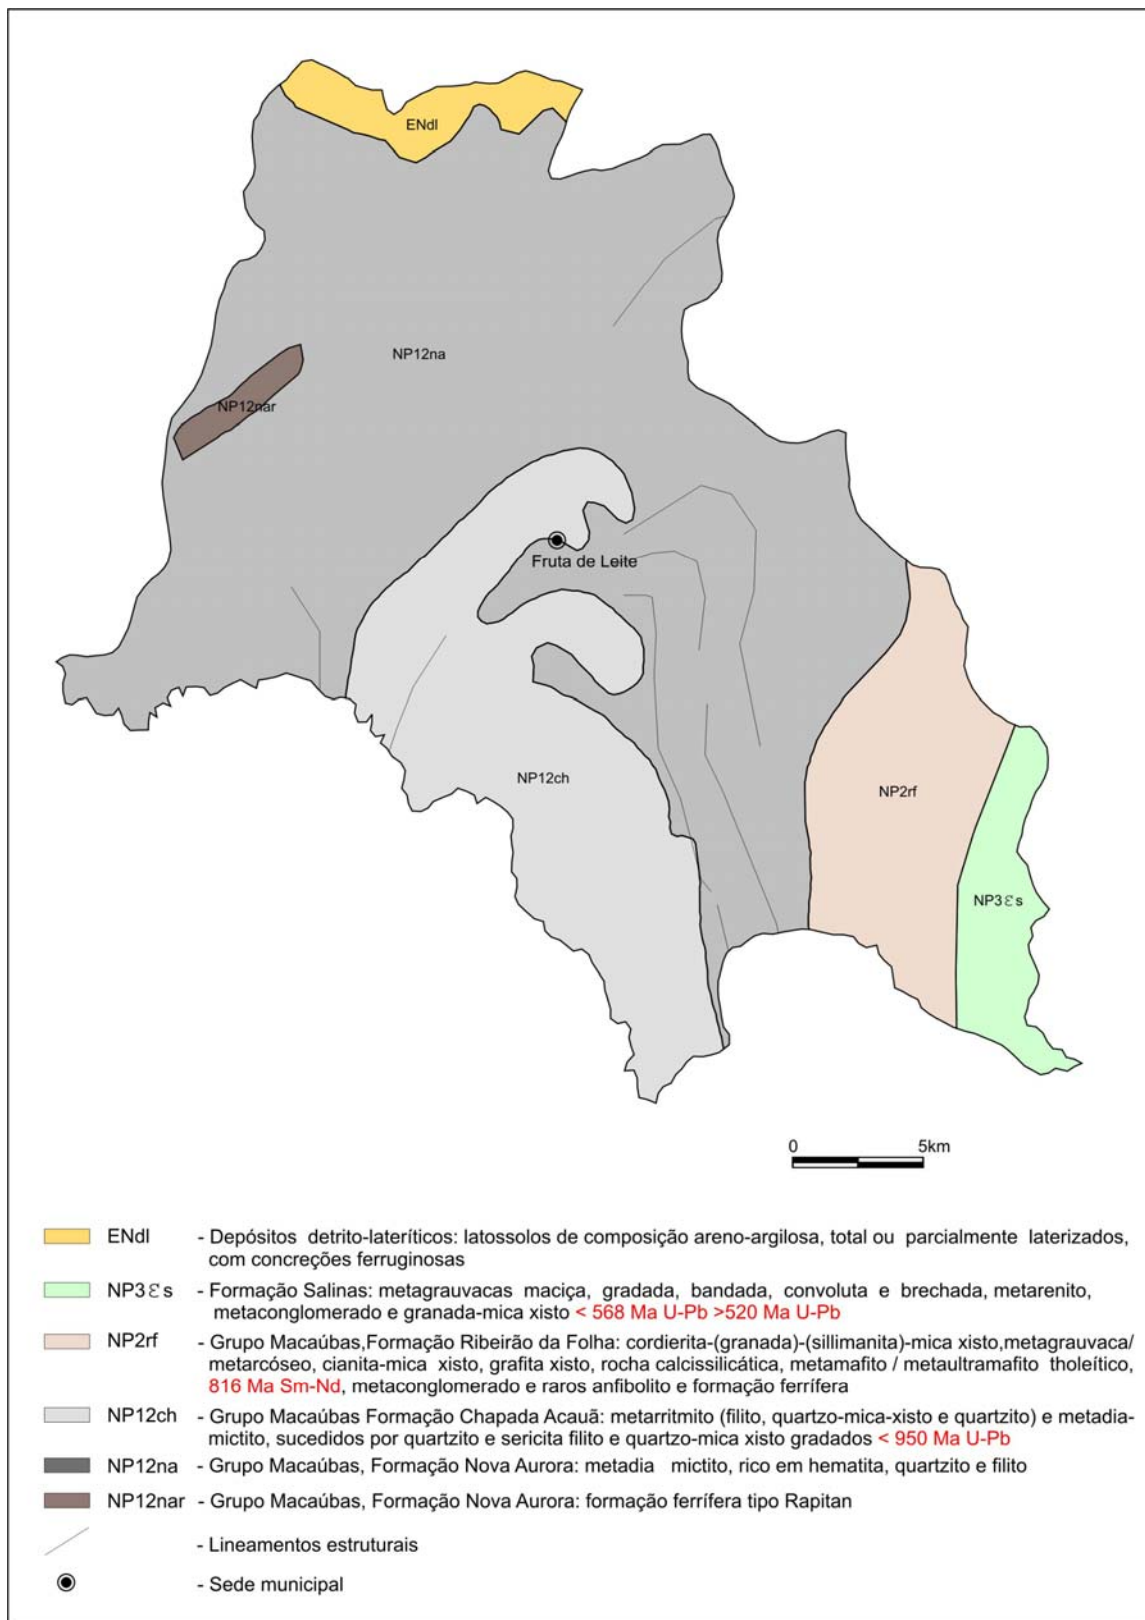 ENdl
NP12na
NP12nar
Fruta de Leite
NP12ch
NP2rf
NP3Ɛs
0 5km
ENdl - Depósitos detrito-lateríticos: latossolos de composição areno-argilosa, total ou parcialmente laterizados,
com concreções ferruginosas
NP3Ɛs - Formação Salinas: metagrauvacas maciça, gradada, bandada, convoluta e brechada, metarenito,
metaconglomerado e granada-mica xisto < 568 Ma U-Pb >520 Ma U-Pb
NP2rf - Grupo Macaúbas,Formação Ribeirão da Folha: cordierita-(granada)-(sillimanita)-mica xisto,metagrauvaca/
metarcóseo, cianita-mica xisto, grafita xisto, rocha calcissilicática, metamafito / metaultramafito tholeítico,
816 Ma Sm-Nd, metaconglomerado e raros anfibolito e formação ferrífera
NP12ch - Grupo Macaúbas Formação Chapada Acauã: metarritmito (filito, quartzo-mica-xisto e quartzito) e metadia-
mictito, sucedidos por quartzito e sericita filito e quartzo-mica xisto gradados < 950 Ma U-Pb
NP12na - Grupo Macaúbas, Formação Nova Aurora: metadia mictito, rico em hematita, quartzito e filito
NP12nar - Grupo Macaúbas, Formação Nova Aurora: formação ferrífera tipo Rapitan
- Lineamentos estruturais
- Sede municipal